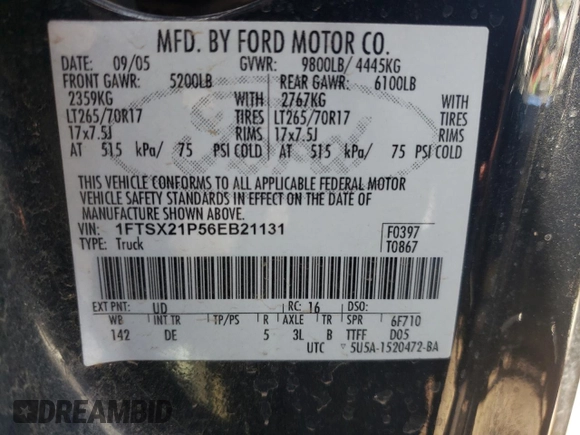 MFD. BY FORD MOTOR CO.
DATE: 09/05 GVWR: 9800LB/ 4445KG
FRONT GAWR: 5200LB REAR GAWR: 6100LB
2359KG WITH 2767KG WITH
LT265/70R17 TIRES LT265/70R17 TIRES
17x7.5J RIMS 17x7.5J RIMS
AT 515 kPa/ 75 PSI COLD AT 515 kPa/ 75 PSI COLD
THIS VEHICLE CONFORMS TO ALL APPLICABLE FEDERAL MOTOR
VEHICLE SAFETY STANDARDS IN EFFECT ON THE DATE OF
MANUFACTURE SHOWN ABOVE.
VIN: 1FTSX21P56EB21131 F0397
TYPE: Truck T0867
EXT PNT: UD RC: 16 DSO:
WB INT TR TP/PS R AXLE TR SPR 6F710
142 DE 5 3L B TTFF D05
UTC 5U5A-1520472-BA
Ford
DREAMBID